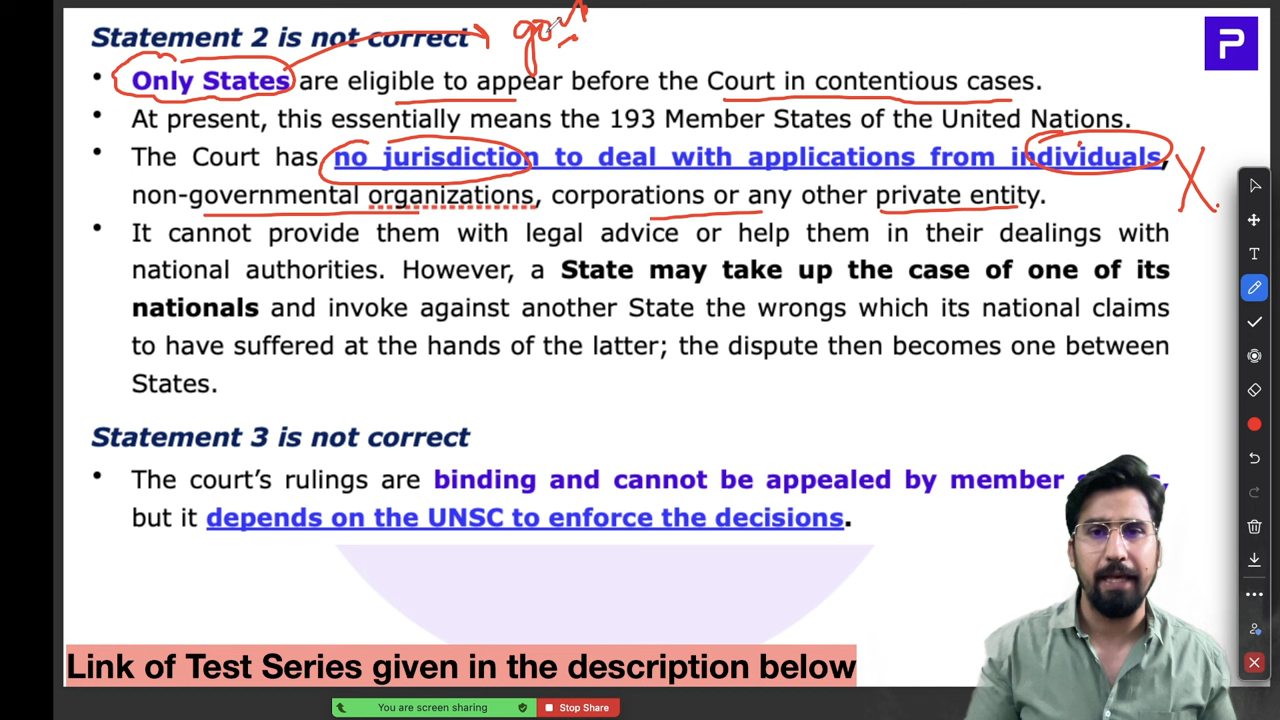 Statement 2 is not correct
govt
• Only States are eligible to appear before the Court in contentious cases.
• At present, this essentially means the 193 Member States of the United Nations.
• The Court has no jurisdiction to deal with applications from individuals,
non-governmental organizations, corporations or any other private entity.
• It cannot provide them with legal advice or help them in their dealings with
national authorities. However, a State may take up the case of one of its
nationals and invoke against another State the wrongs which its national claims
to have suffered at the hands of the latter; the dispute then becomes one between
States.
Statement 3 is not correct
• The court's rulings are binding and cannot be appealed by member
but it depends on the UNSC to enforce the decisions.
Link of Test Series given in the description below
You are screen sharing
Stop Share